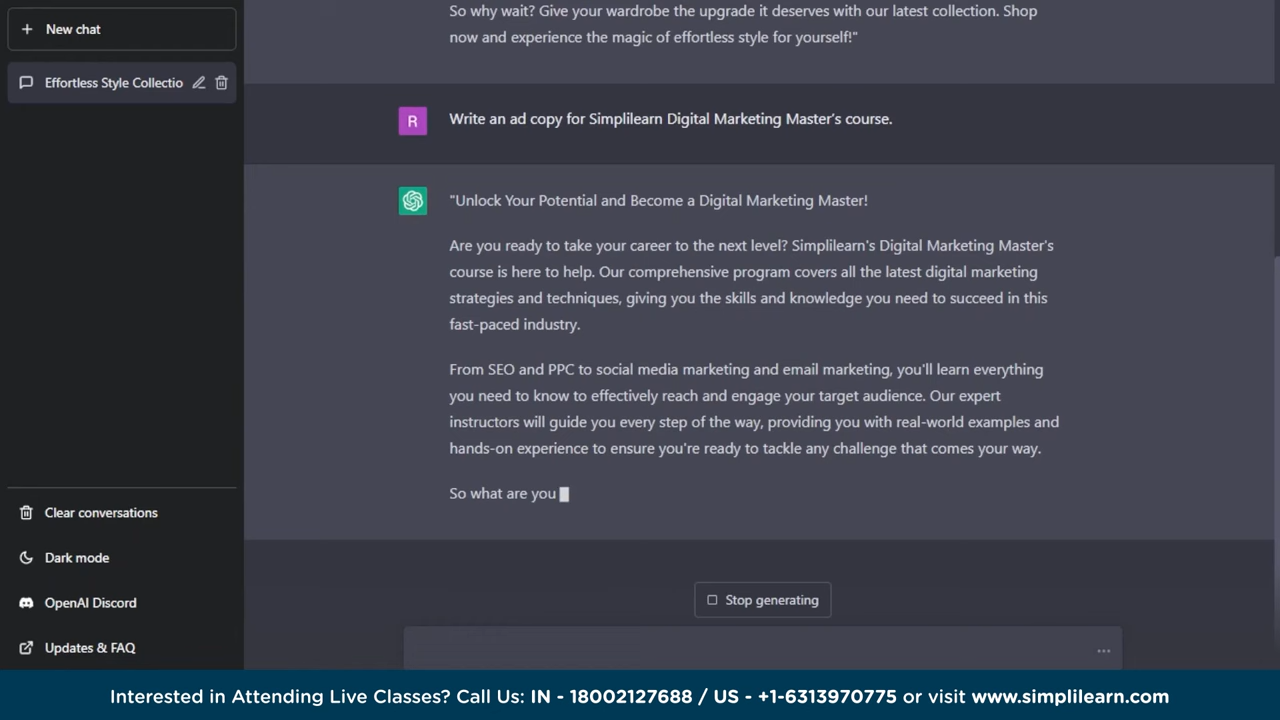 New chat
Effortless Style Collectio
Clear conversations
Dark mode
OpenAI Discord
Updates & FAQ
So why wait? Give your wardrobe the upgrade it deserves with our latest collection. Shop
now and experience the magic of effortless style for yourself!"
R
Write an ad copy for Simplilearn Digital Marketing Master's course.
"Unlock Your Potential and Become a Digital Marketing Master!
Are you ready to take your career to the next level? Simplilearn's Digital Marketing Master's
course is here to help. Our comprehensive program covers all the latest digital marketing
strategies and techniques, giving you the skills and knowledge you need to succeed in this
fast-paced industry.
From SEO and PPC to social media marketing and email marketing, you'll learn everything
you need to know to effectively reach and engage your target audience. Our expert
instructors will guide you every step of the way, providing you with real-world examples and
hands-on experience to ensure you're ready to tackle any challenge that comes your way.
So what are you
Stop generating
Interested in Attending Live Classes? Call Us: IN - 18002127688 / US - +1-6313970775 or visit www.simplilearn.com